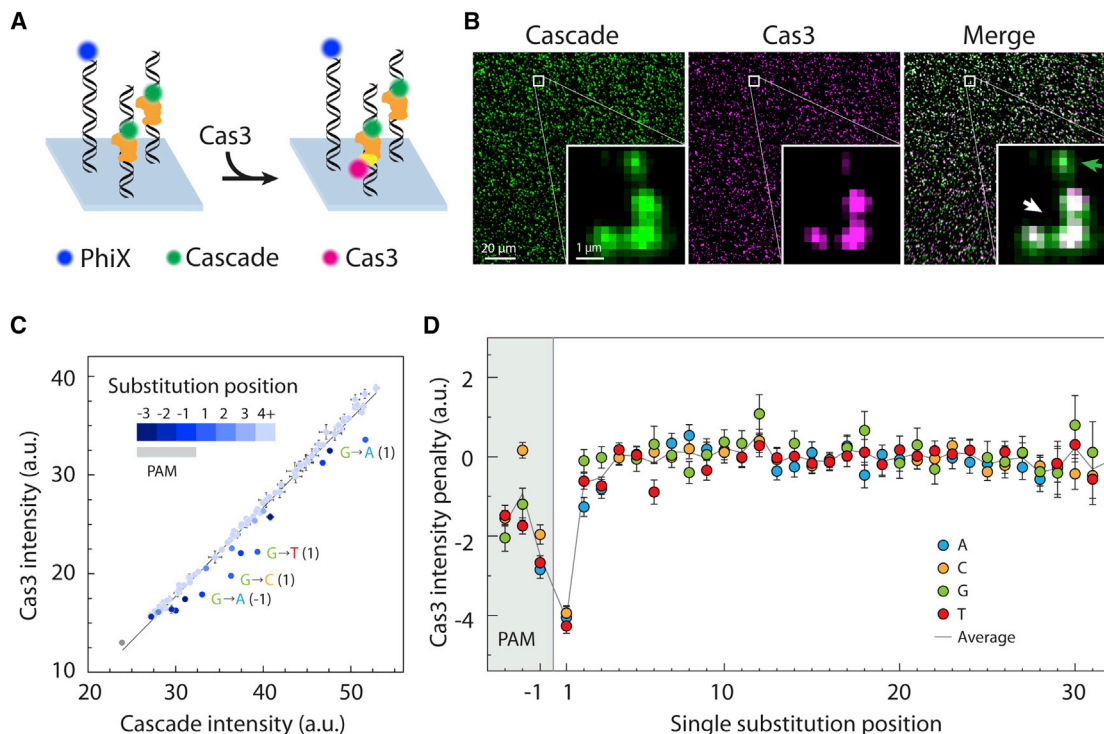 A
Cas3
PhiX
Cascade
Cas3
B
Cascade
Cas3
Merge
20 μm
1 μm
C
Cas3 intensity (a.u.)
40
30
20
10
Substitution position
-3 -2 -1 1 2 3 4+
PAM
G→A (1)
G→T (1)
G→C (1)
G→A (-1)
20 30 40 50
Cascade intensity (a.u.)
D
Cas3 intensity penalty (a.u.)
2
0
-2
-4
PAM
A
C
G
T
Average
-1 1 10 20 30
Single substitution position